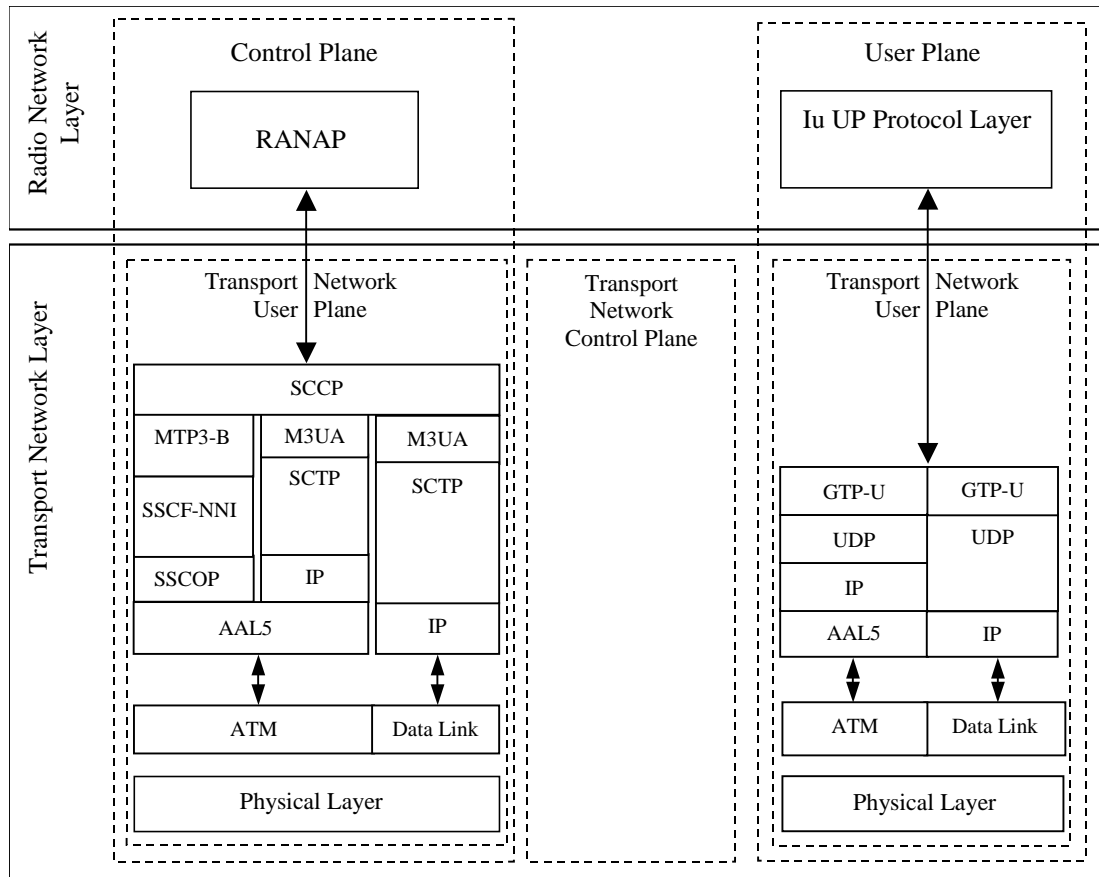 Radio Network
Layer
Control Plane
RANAP
User Plane
Iu UP Protocol Layer
Transport Network Layer
Transport Network
User Plane
SCCP
MTP3-B
SSCF-NNI
SSCOP
M3UA
SCTP
IP
AAL5
M3UA
SCTP
IP
ATM
Data Link
Physical Layer
Transport
Network
Control Plane
Transport Network
User Plane
GTP-U
UDP
IP
AAL5
GTP-U
UDP
IP
ATM
Data Link
Physical Layer